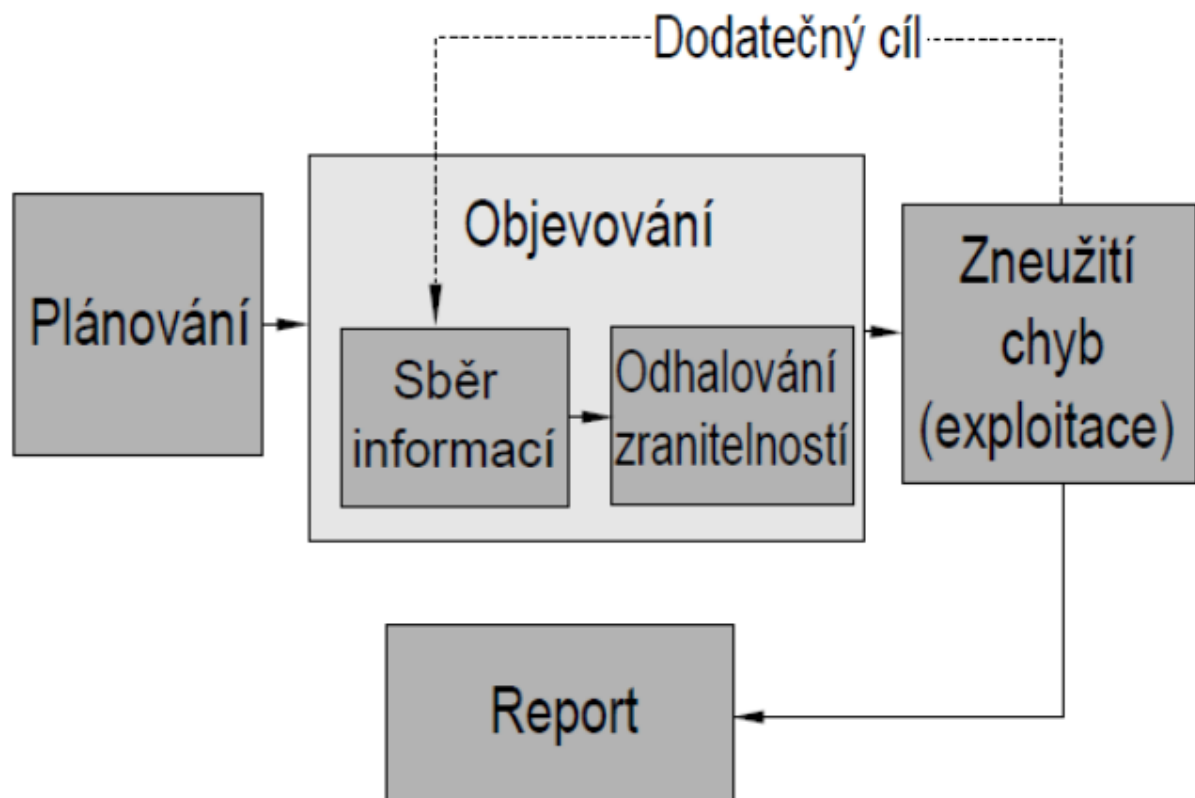 Dodatečný cíl
Plánování
Objevování
Sběr
informací
Odhalování
zranitelností
Zneužití
chyb
(exploitace)
Report